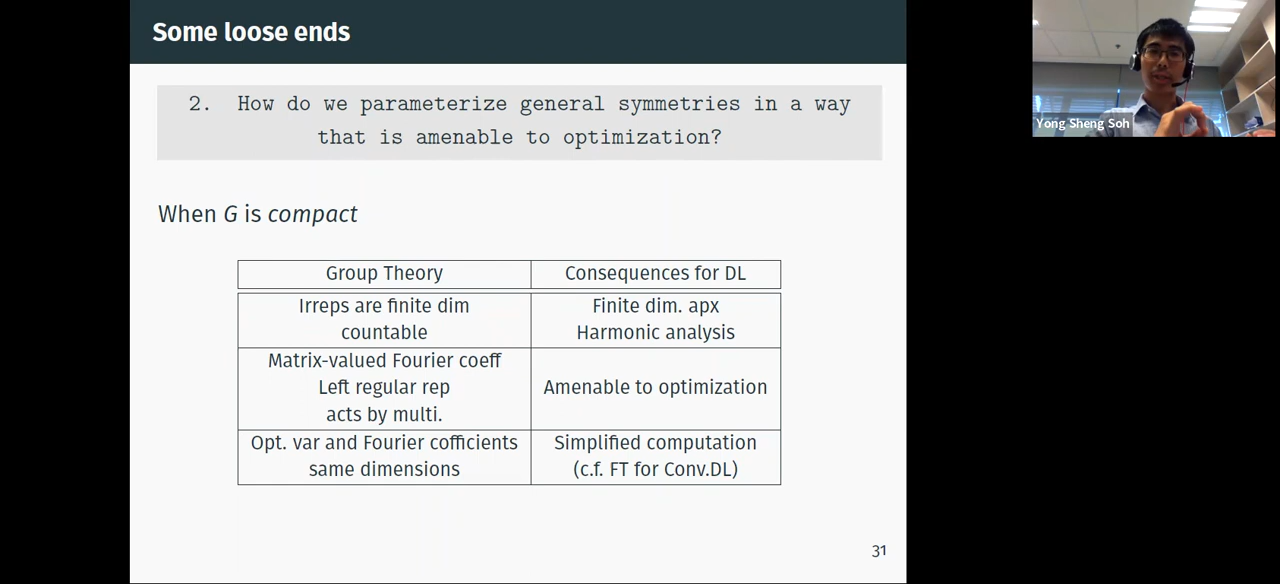 Some loose ends
2. How do we parameterize general symmetries in a way
that is amenable to optimization?
When G is compact
Group Theory
Consequences for DL
Irreps are finite dim
countable
Finite dim. apx
Harmonic analysis
Matrix-valued Fourier coeff
Left regular rep
acts by multi.
Amenable to optimization
Opt. var and Fourier cofficients
same dimensions
Simplified computation
(c.f. FT for Conv.DL)
31
Yong Sheng Soh